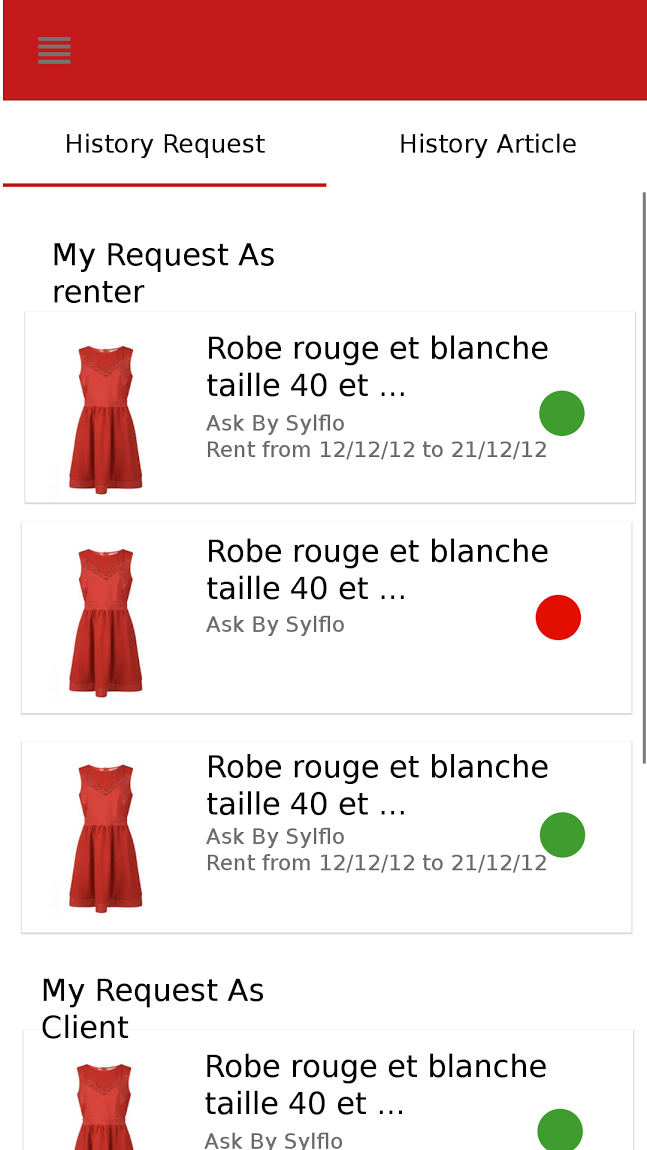 History Request
History Article
My Request As
renter
Robe rouge et blanche
taille 40 et ...
Ask By Sylflo
Rent from 12/12/12 to 21/12/12
Robe rouge et blanche
taille 40 et ...
Ask By Sylflo
Robe rouge et blanche
taille 40 et ...
Ask By Sylflo
Rent from 12/12/12 to 21/12/12
My Request As
Client
Robe rouge et blanche
taille 40 et ...
Ask By Sylflo